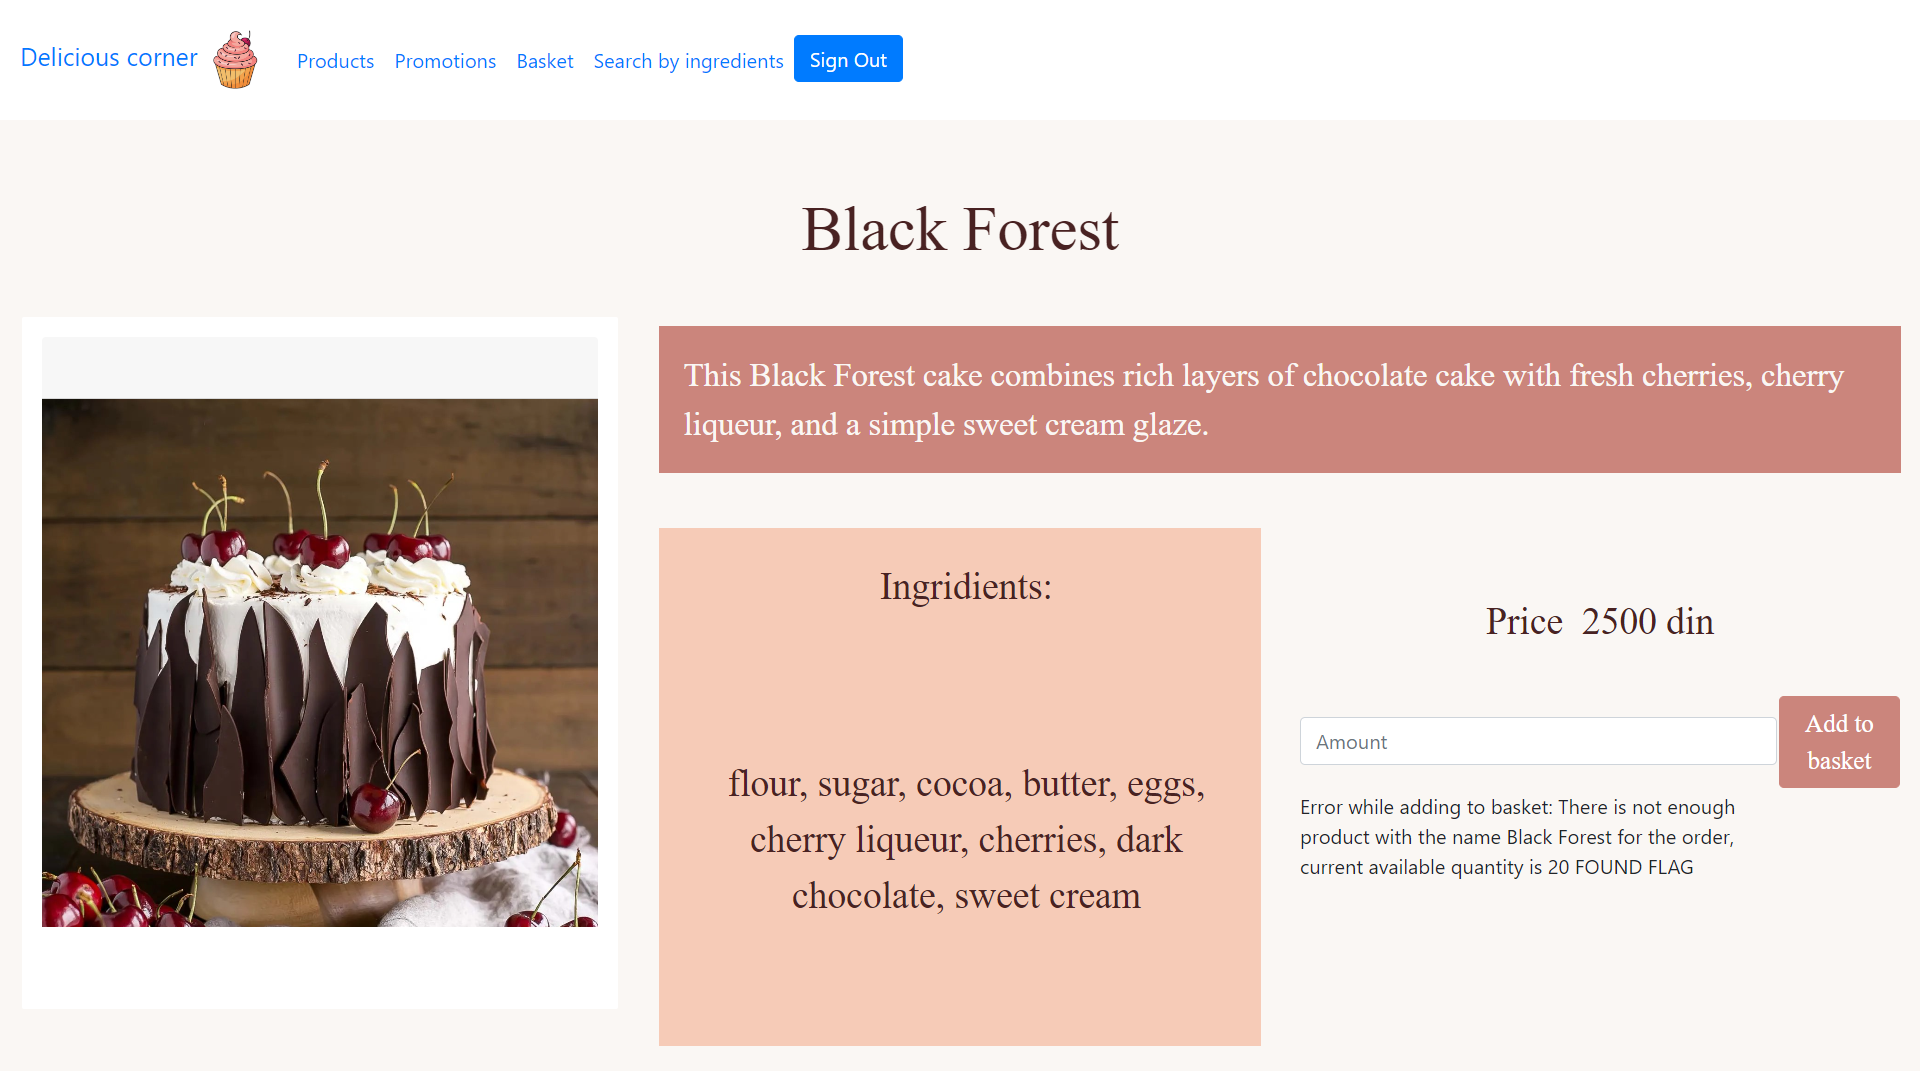 Delicious corner
Products Promotions Basket Search by ingredients Sign Out
Black Forest
This Black Forest cake combines rich layers of chocolate cake with fresh cherries, cherry
liqueur, and a simple sweet cream glaze.
Ingridients:
flour, sugar, cocoa, butter, eggs,
cherry liqueur, cherries, dark
chocolate, sweet cream
Price 2500 din
Amount
Add to
basket
Error while adding to basket: There is not enough
product with the name Black Forest for the order,
current available quantity is 20 FOUND FLAG